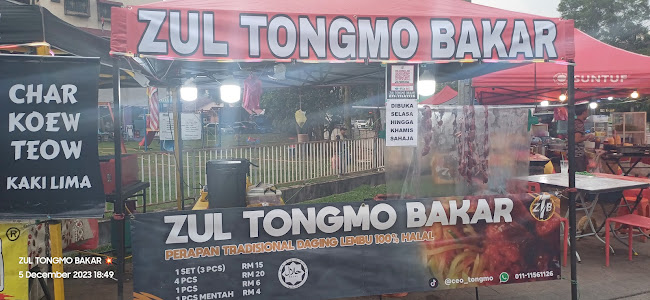 ZUL TONGMO BAKAR
CHAR
KOEW
TEOW
KAKI LIMA
DIBUKA
SELASA
HINGGA
KHAMIS
SAHAJA
GUNTUF
ZUL TONGMO BAKAR
ZB
PERAPAN TRADISIONAL DAGING LEMBU 100% HALAL
1 SET (3 PCS) RM 15
4 PCS RM 20
1 PCS RM 6
1 PCS MENTAH RM 4
@ceo_tongmo
011-11561126
ZUL TONGMO BAKAR
5 December 2023 18:49